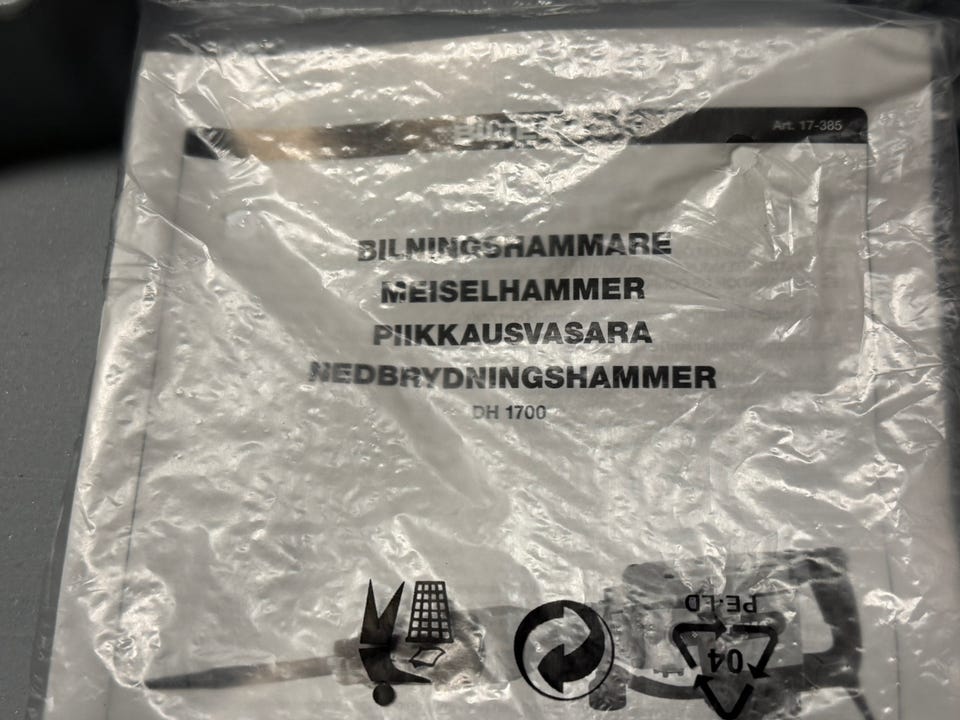 Art. 17-385
BILNINGSHAMMARE
MEISELHAMMER
PIIKKAUSVASARA
NEDBRYDNINGSHAMMER
DH 1700
PE-LD
04